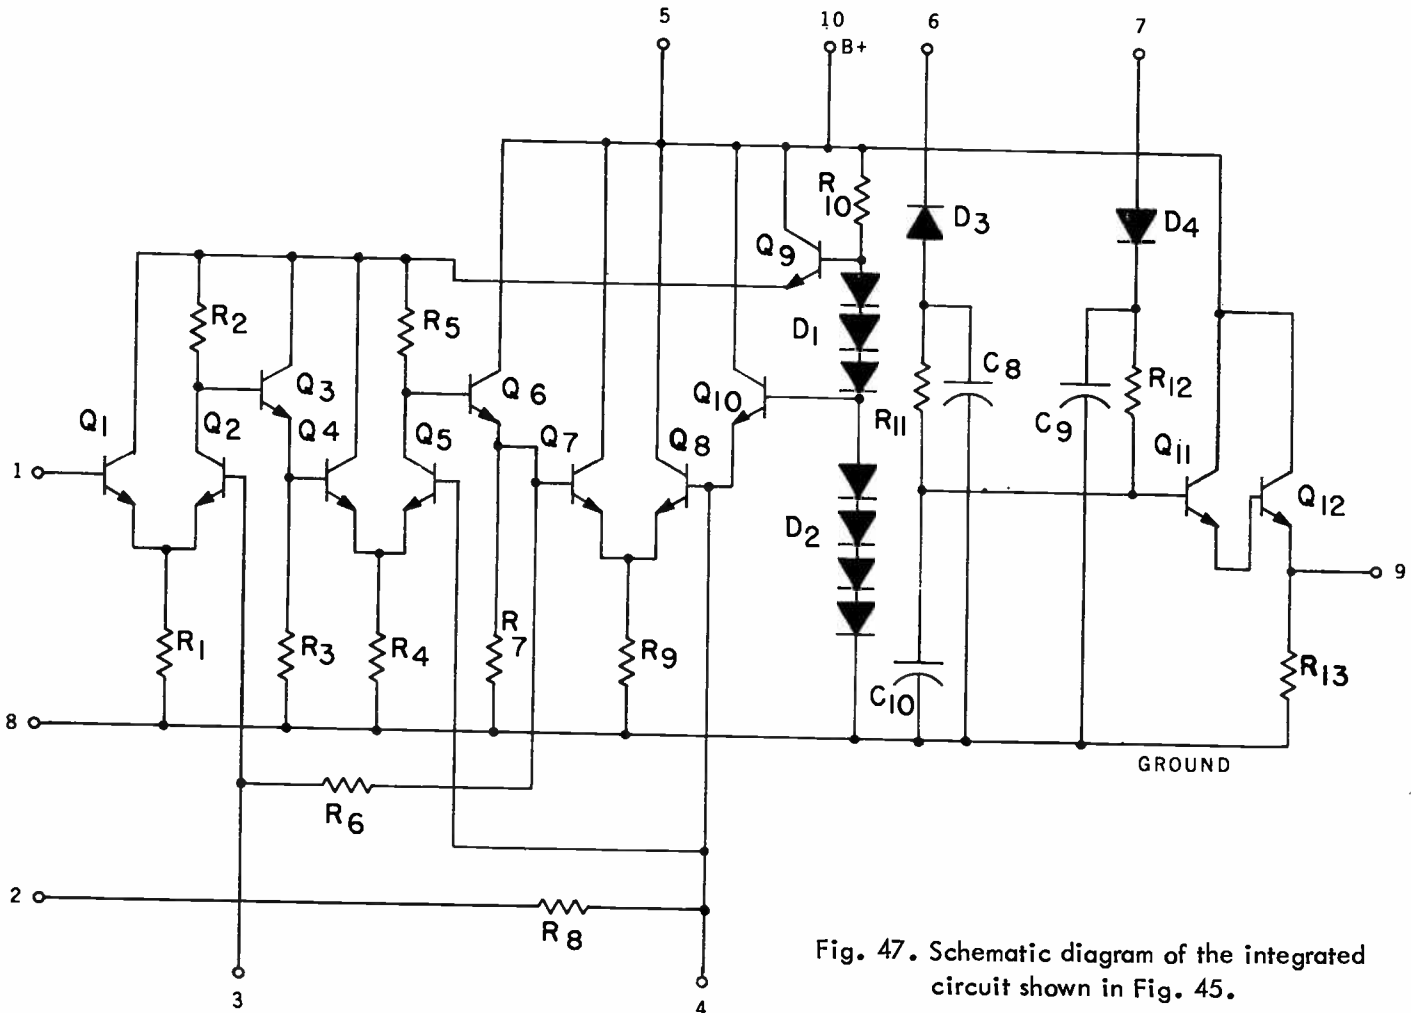 5
10
B+
6
7
R
10
D3
D4
Q9
R2
R5
D1
C8
R12
Q3
Q6
Q10
R11
C9
Q1
Q2
Q4
Q5
Q7
Q8
Q11
1
Q12
D2
9
R1
R3
R4
R
7
R9
C10
R13
8
GROUND
R6
2
R8
3
4
Fig. 47. Schematic diagram of the integrated
circuit shown in Fig. 45.